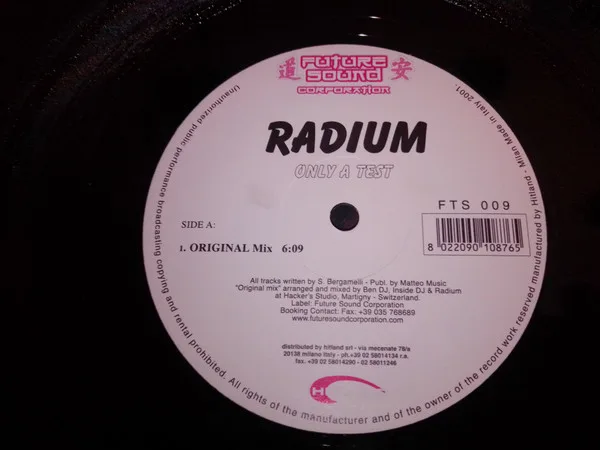 道 FUTURE 安
SOUND
CORPORATION
RADIUM
ONLY A TEST
FTS 009
8 022090 108765
SIDE A:
1. ORIGINAL Mix 6:09
All tracks written by S. Bergamelli - Publ. by Matteo Music
"Original mix" arranged and mixed by Ben DJ, Inside DJ & Radium
at Hacker's Studio, Martigny - Switzerland.
Label: Future Sound Corporation
Booking Contact: Fax: +39 035 768689
www.futuresoundcorporation.com
distributed by hitland srl - via mecenate 76/a
20138 milano italy - ph.+39 02 58014134 r.a.
fax. +39 02 58014290 - 02 58011346
Unauthorized public performance broadcasting copying and rental prohibited. All rights of the manufacturer and of the owner of the record work reserved manufactured by Hitland - Milan Made in Italy 2001.